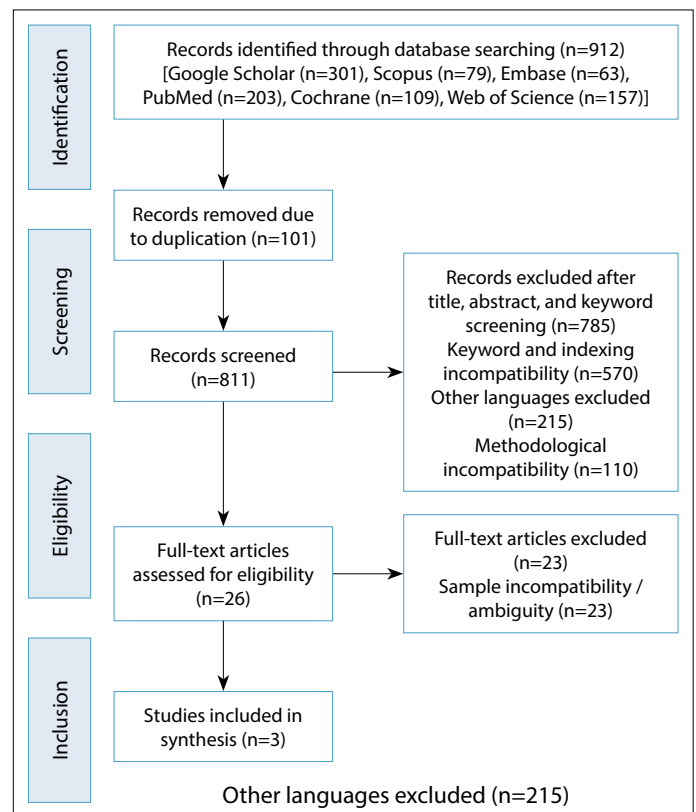 Identification
Records identified through database searching (n=912)
[Google Scholar (n=301), Scopus (n=79), Embase (n=63),
PubMed (n=203), Cochrane (n=109), Web of Science (n=157)]
Records removed due
to duplication (n=101)
Screening
Records screened
(n=811)
Records excluded after
title, abstract, and keyword
screening (n=785)
Keyword and indexing
incompatibility (n=570)
Other languages excluded
(n=215)
Methodological
incompatibility (n=110)
Eligibility
Full-text articles
assessed for eligibility
(n=26)
Full-text articles excluded
(n=23)
Sample incompatibility /
ambiguity (n=23)
Inclusion
Studies included in
synthesis (n=3)
Other languages excluded (n=215)